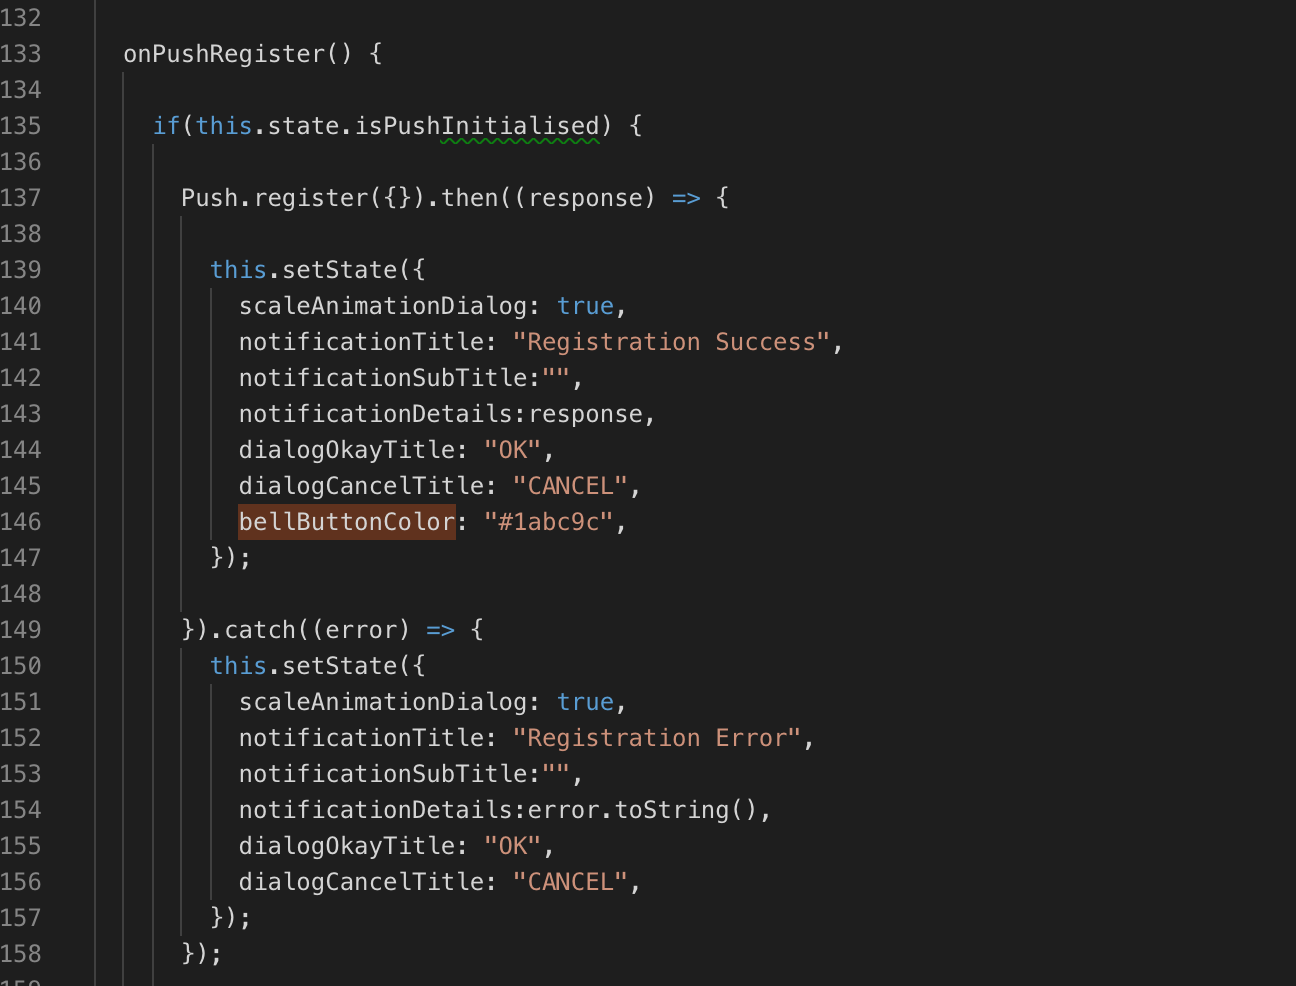 132
133 onPushRegister() {
134
135 if(this.state.isPushInitialised) {
136
137 Push.register({}).then((response) => {
138
139 this.setState({
140 scaleAnimationDialog: true,
141 notificationTitle: "Registration Success",
142 notificationSubTitle:"",
143 notificationDetails:response,
144 dialogOkayTitle: "OK",
145 dialogCancelTitle: "CANCEL",
146 bellButtonColor: "#1abc9c",
147 });
148
149 }).catch((error) => {
150 this.setState({
151 scaleAnimationDialog: true,
152 notificationTitle: "Registration Error",
153 notificationSubTitle:"",
154 notificationDetails:error.toString(),
155 dialogOkayTitle: "OK",
156 dialogCancelTitle: "CANCEL",
157 });
158 });